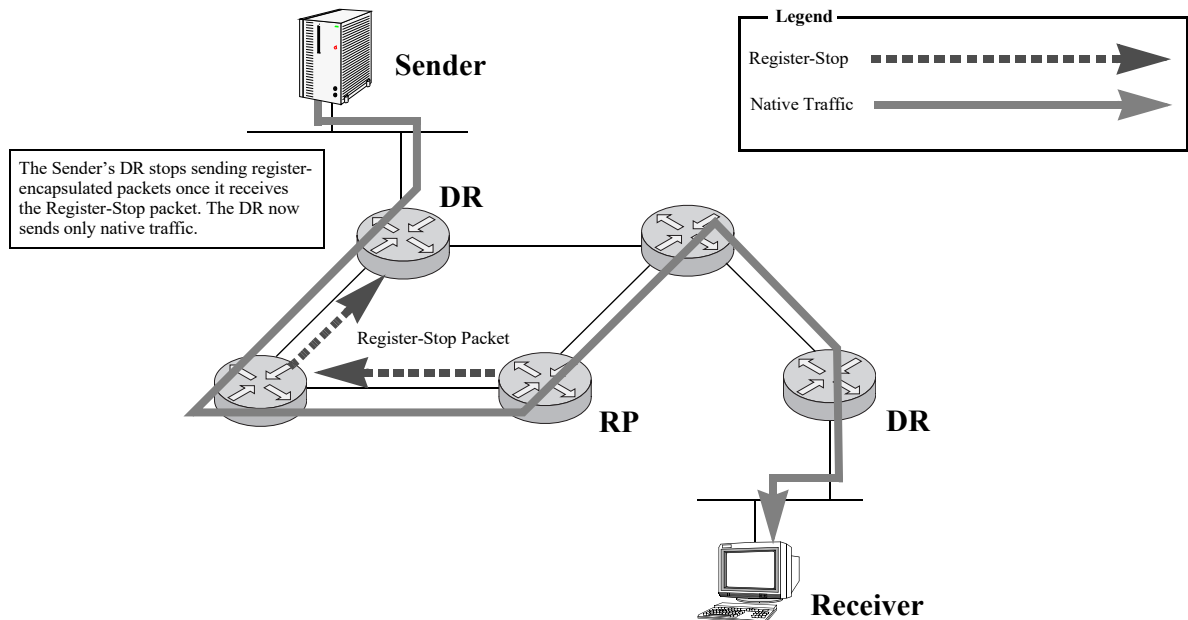 Legend
Register-Stop
Native Traffic
Sender
The Sender’s DR stops sending register-
encapsulated packets once it receives
the Register-Stop packet. The DR now
sends only native traffic.
DR
Register-Stop Packet
RP
DR
Receiver